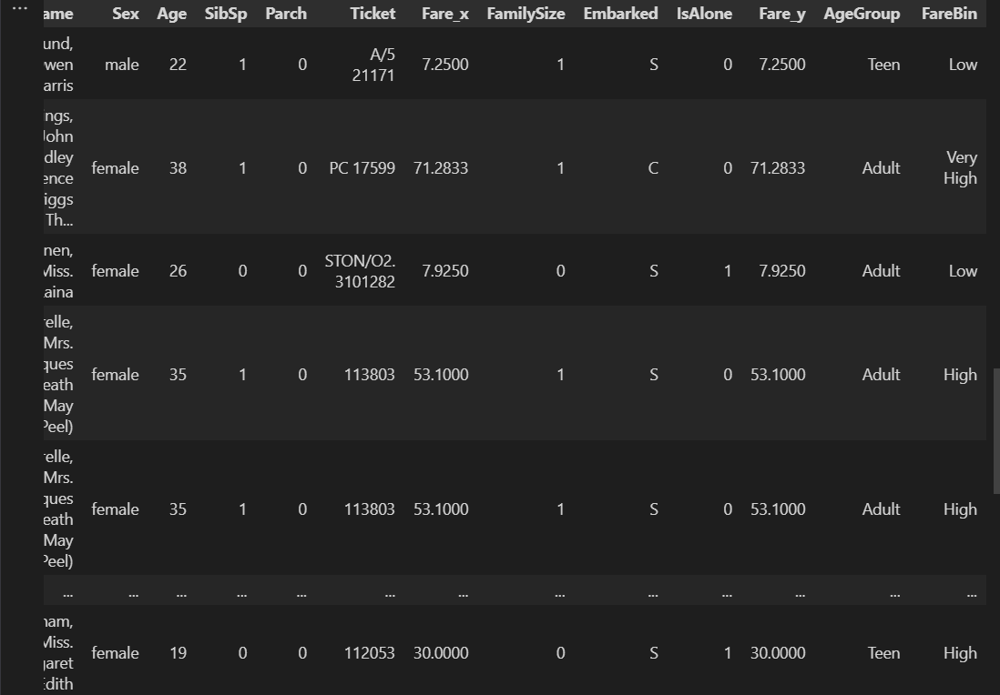 ame Sex Age SibSp Parch Ticket Fare_x FamilySize Embarked IsAlone Fare_y AgeGroup FareBin
und,
wen
arris
male 22 1 0 A/5
21171 7.2500 1 S 0 7.2500 Teen Low
ings,
John
dley
ence
iggs
Th...
female 38 1 0 PC 17599 71.2833 1 C 0 71.2833 Adult Very
High
nen,
Miss.
aina
female 26 0 0 STON/O2.
3101282 7.9250 0 S 1 7.9250 Adult Low
elle,
Mrs.
ques
eath
May
Peel)
female 35 1 0 113803 53.1000 1 S 0 53.1000 Adult High
elle,
Mrs.
ques
eath
May
Peel)
female 35 1 0 113803 53.1000 1 S 0 53.1000 Adult High
... ... ... ... ... ... ... ... ... ... ... ... ...
ham,
Miss.
garet
Edith
female 19 0 0 112053 30.0000 0 S 1 30.0000 Teen High